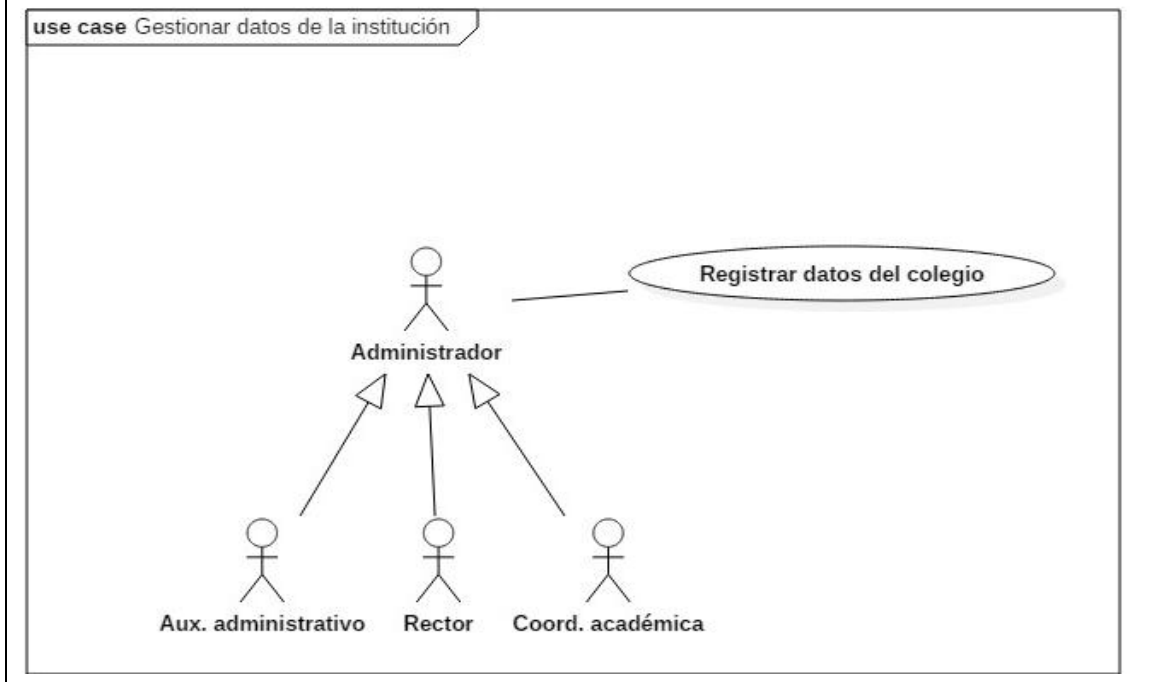 use case Gestionar datos de la institución
Registrar datos del colegio
Administrador
Aux. administrativo
Rector
Coord. académica